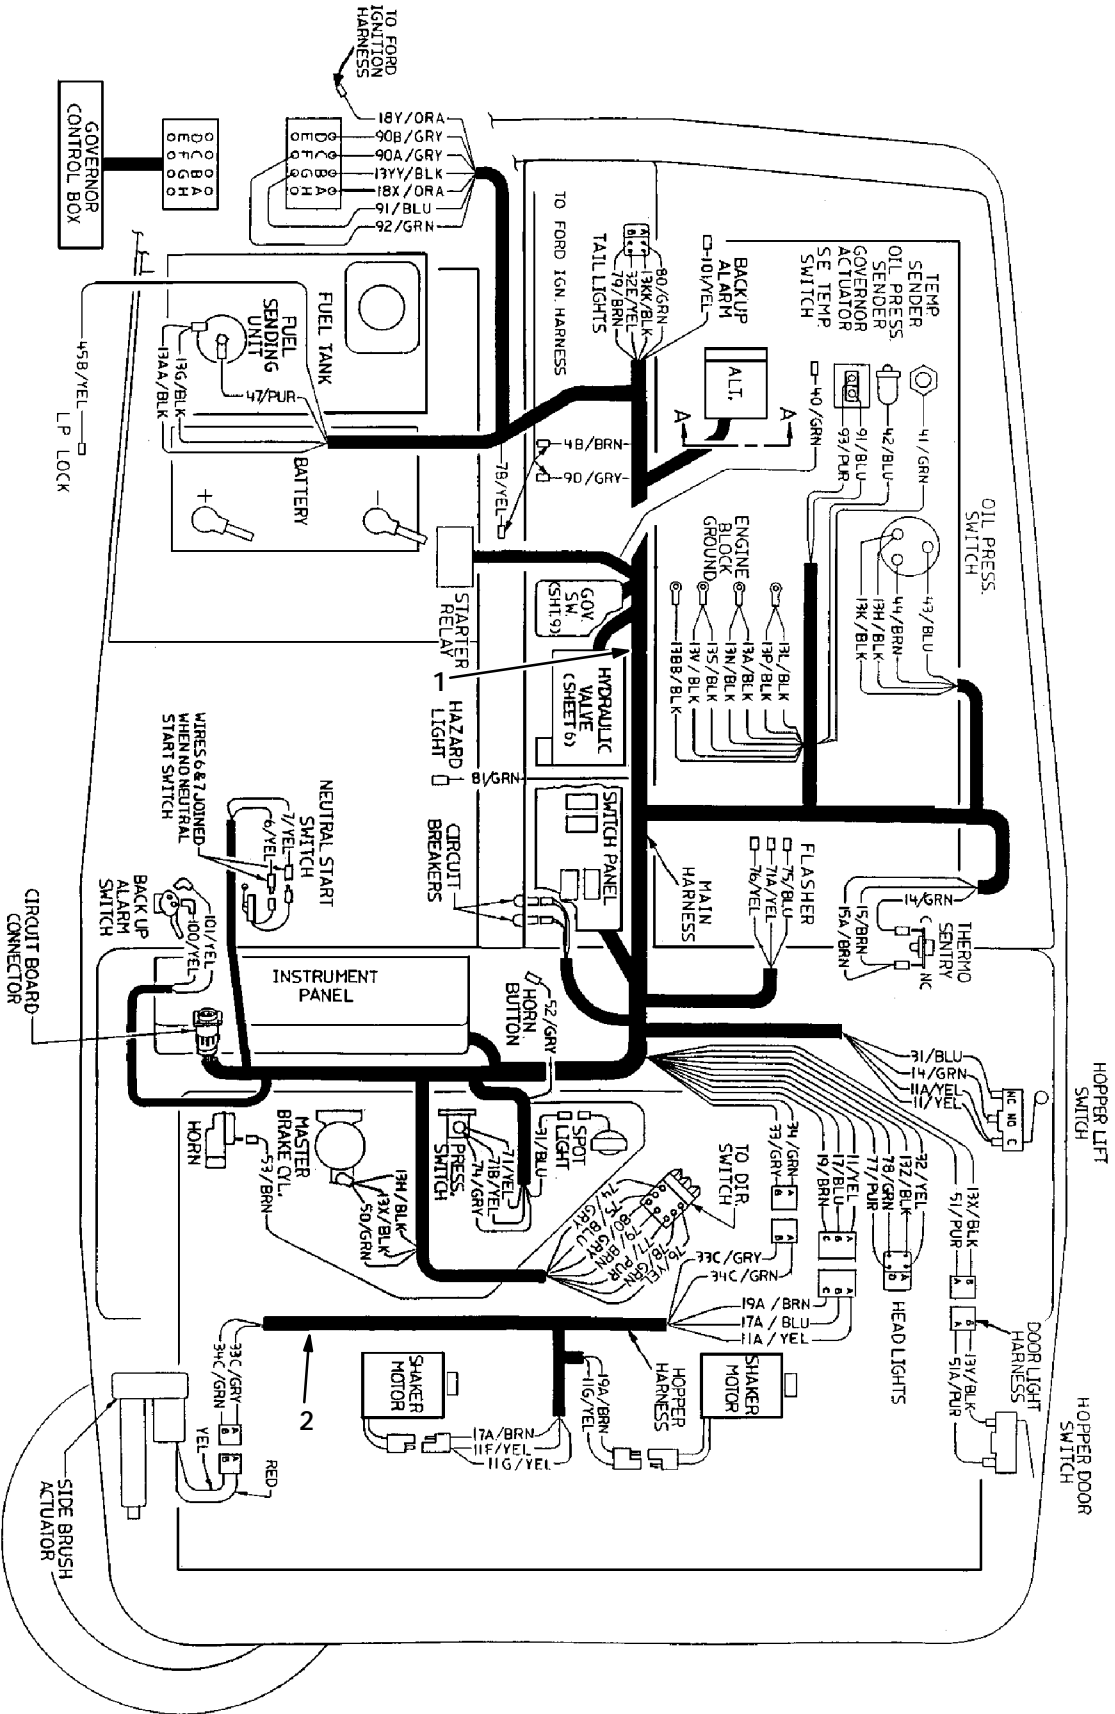 TO FORD
IGNITION
HARNESS
18Y/ORA
90B/GRY
90A/GRY
13YY/BLK
18X/ORA
91/BLU
92/GRN
D C B A
E F G H
D C B A
E F G H
GOVERNOR
CONTROL BOX
TO FORD IGN. HARNESS
TAIL LIGHTS
A
B
80/GRN
13KK/BLK
32E/YEL
79/BRN
BACK UP
ALARM
101/YEL
TEMP
SENDER
OIL PRESS.
SENDER
GOVERNOR
ACTUATOR
SE TEMP.
SWITCH
ALT.
A
A
40/GRN
93/PUR
91/BLU
42/BLU
41/GRN
OIL PRESS.
SWITCH
43/BLU
44/BRN
13H/BLK
13K/BLK
FUEL TANK
FUEL
SENDING
UNIT
47/PUR
13G/BLK
13AA/BLK
45B/YEL
LP LOCK
BATTERY
+
-
4B/BRN
9D/GRY
7B/YEL
STARTER
RELAY
GOV.
SW.
(SHT.9)
HYDRAULIC
VALVE
(SHEET 6)
1
ENGINE
BLOCK
GROUND
13L/BLK
13P/BLK
13A/BLK
13N/BLK
13S/BLK
13V/BLK
13BB/BLK
HAZARD
LIGHT
81/GRN
SWITCH PANEL
CIRCUIT
BREAKERS
MAIN
HARNESS
FLASHER
75/BLU
71A/YEL
76/YEL
THERMO
SENTRY
C
NC
14/GRN
15/BRN
15A/BRN
NEUTRAL START
SWITCH
7/YEL
6/YEL
WIRES 6 & 7 JOINED
WHEN NO NEUTRAL
START SWITCH
BACK UP
ALARM
SWITCH
101/YEL
100/YEL
CIRCUIT BOARD
CONNECTOR
INSTRUMENT
PANEL
HORN
BUTTON
52/GRY
HOPPER LIFT
SWITCH
31/BLU
14/GRN
11A/YEL
11/YEL
NC NO C
HORN
53/BRN
MASTER
BRAKE CYL.
13H/BLK
13X/BLK
50/GRN
PRESS.
SWITCH
71/YEL
71B/YEL
74/GRY
SPOT
LIGHT
31/BLU
TO DIR.
SWITCH
74/GRY
75/BLU
80/GRY
79/BRN
77/PUR
78/GRN
76/YEL
34/GRN
33/GRY
A
B
A
B
33C/GRY
34C/GRN
11/YEL
17/BLU
19/BRN
A
B
C
A
B
C
19A/BRN
17A/BLU
11A/YEL
32/YEL
13Z/BLK
78/GRN
77/PUR
A
D
HEAD LIGHTS
13X/BLK
51/PUR
B
A
B
A
DOOR LIGHT
HARNESS
13Y/BLK
51A/PUR
HOPPER DOOR
SWITCH
HOPPER
HARNESS
2
SHAKER
MOTOR
SHAKER
MOTOR
19A/BRN
11G/YEL
17A/BRN
11F/YEL
11G/YEL
33C/GRY
34C/GRN
A
B
A
B
YEL
RED
SIDE BRUSH
ACTUATOR